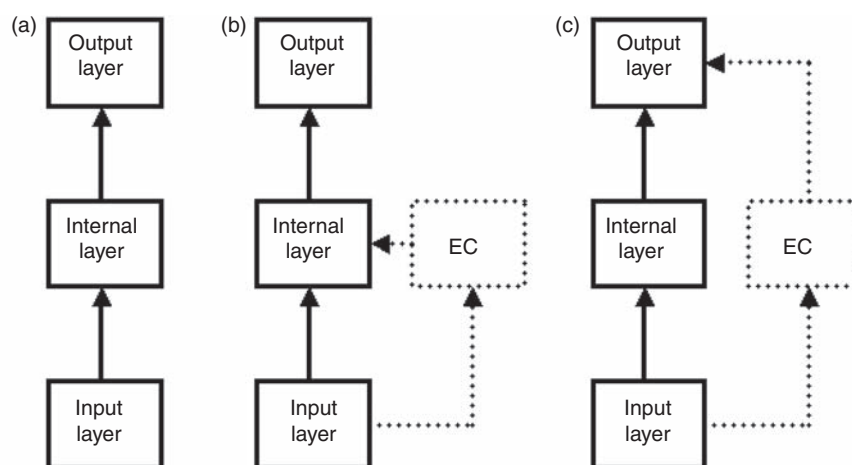 (a)
Output
layer
Internal
layer
Input
layer
(b)
Output
layer
Internal
layer
EC
Input
layer
(c)
Output
layer
Internal
layer
EC
Input
layer